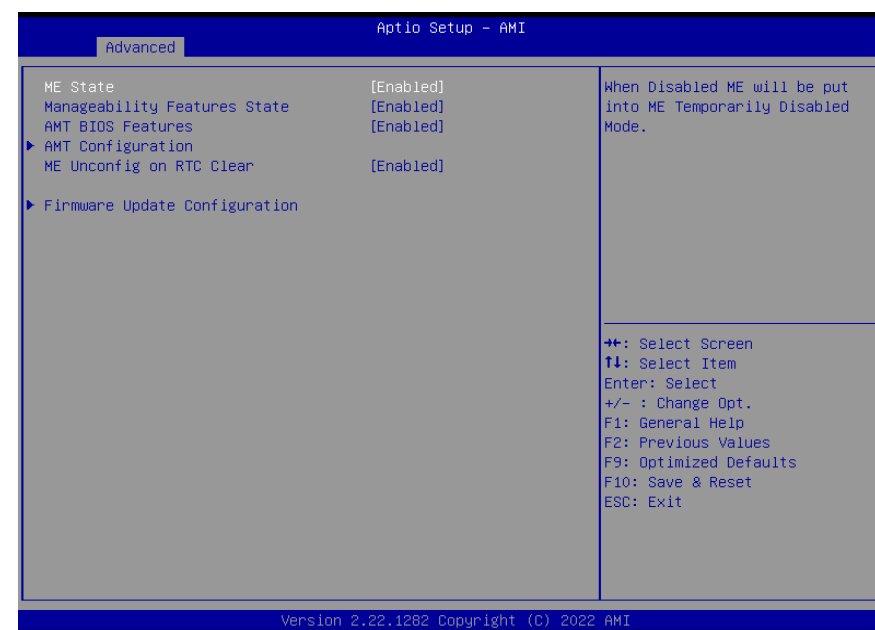 Aptio Setup – AMI
Advanced
ME State [Enabled]
Manageability Features State [Enabled]
AMT BIOS Features [Enabled]
AMT Configuration
ME Unconfig on RTC Clear [Enabled]
Firmware Update Configuration
When Disabled ME will be put
into ME Temporarily Disabled
Mode.
→←: Select Screen
↑↓: Select Item
Enter: Select
+/- : Change Opt.
F1: General Help
F2: Previous Values
F9: Optimized Defaults
F10: Save & Reset
ESC: Exit
Version 2.22.1282 Copyright (C) 2022 AMI